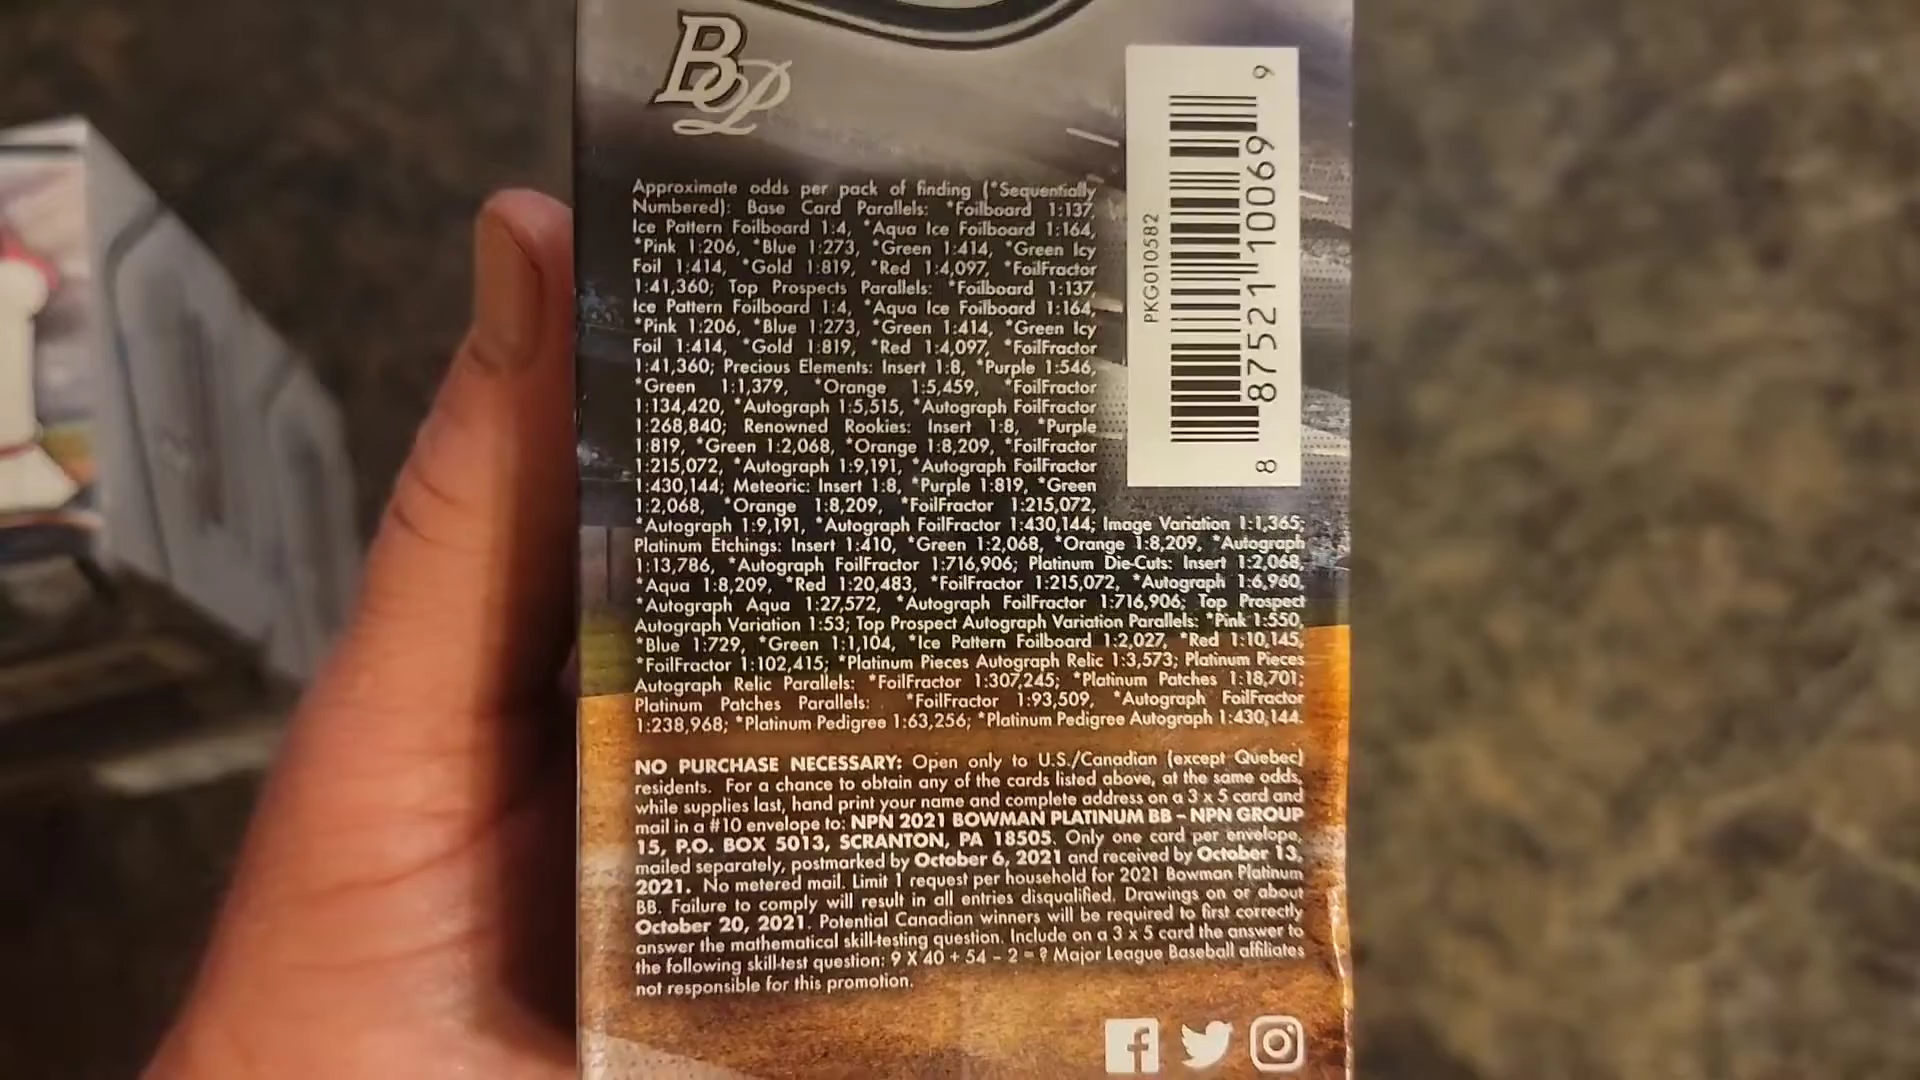 BP
Approximate odds per pack of finding (*Sequentially
Numbered): Base Card Parallels: *Foilboard 1:137,
Ice Pattern Foilboard 1:4, *Aqua Ice Foilboard 1:164,
*Pink 1:206, *Blue 1:273, *Green 1:414, *Green Icy
Foil 1:414, *Gold 1:819, *Red 1:4,097, *FoilFractor
1:41,360; Top Prospects Parallels: *Foilboard 1:137,
Ice Pattern Foilboard 1:4, *Aqua Ice Foilboard 1:164,
*Pink 1:206, *Blue 1:273, *Green 1:414, *Green Icy
Foil 1:414, *Gold 1:819, *Red 1:4,097, *FoilFractor
1:41,360; Precious Elements: Insert 1:8, *Purple 1:546,
*Green 1:1,379, *Orange 1:5,459, *FoilFractor
1:134,420, *Autograph 1:5,515, *Autograph FoilFractor
1:268,840; Renowned Rookies: Insert 1:8, *Purple
1:819, *Green 1:2,068, *Orange 1:8,209, *FoilFractor
1:215,072, *Autograph 1:9,191, *Autograph FoilFractor
1:430,144; Meteoric: Insert 1:8, *Purple 1:819, *Green
1:2,068, *Orange 1:8,209, *FoilFractor 1:215,072,
*Autograph 1:9,191, *Autograph FoilFractor 1:430,144; Image Variation 1:1,365;
Platinum Etchings: Insert 1:410, *Green 1:2,068, *Orange 1:8,209, *Autograph
1:13,786, *Autograph FoilFractor 1:716,906; Platinum Die-Cuts: Insert 1:2,068,
*Aqua 1:8,209, *Red 1:20,483, *FoilFractor 1:215,072, *Autograph 1:6,960,
*Autograph Aqua 1:27,572, *Autograph FoilFractor 1:716,906; Top Prospect
Autograph Variation 1:53; Top Prospect Autograph Variation Parallels: *Pink 1:550,
*Blue 1:729, *Green 1:1,104, *Ice Pattern Foilboard 1:2,027, *Red 1:10,145,
*FoilFractor 1:102,415; *Platinum Pieces Autograph Relic 1:3,573; Platinum Pieces
Autograph Relic Parallels: *FoilFractor 1:307,245; *Platinum Patches 1:18,701;
Platinum Patches Parallels: *FoilFractor 1:93,509, *Autograph FoilFractor
1:238,968; *Platinum Pedigree 1:63,256; *Platinum Pedigree Autograph 1:430,144.
NO PURCHASE NECESSARY: Open only to U.S./Canadian (except Quebec)
residents. For a chance to obtain any of the cards listed above, at the same odds,
while supplies last, hand print your name and complete address on a 3 x 5 card and
mail in a #10 envelope to: NPN 2021 BOWMAN PLATINUM BB – NPN GROUP
15, P.O. BOX 5013, SCRANTON, PA 18505. Only one card per envelope,
mailed separately, postmarked by October 6, 2021 and received by October 13,
2021. No metered mail. Limit 1 request per household for 2021 Bowman Platinum
BB. Failure to comply will result in all entries disqualified. Drawings on or about
October 20, 2021. Potential Canadian winners will be required to first correctly
answer the mathematical skill-testing question. Include on a 3 x 5 card the answer to
the following skill-test question: 9 X 40 + 54 – 2 = ? Major League Baseball affiliates
not responsible for this promotion.
PKG010582
8 87521 10069 9